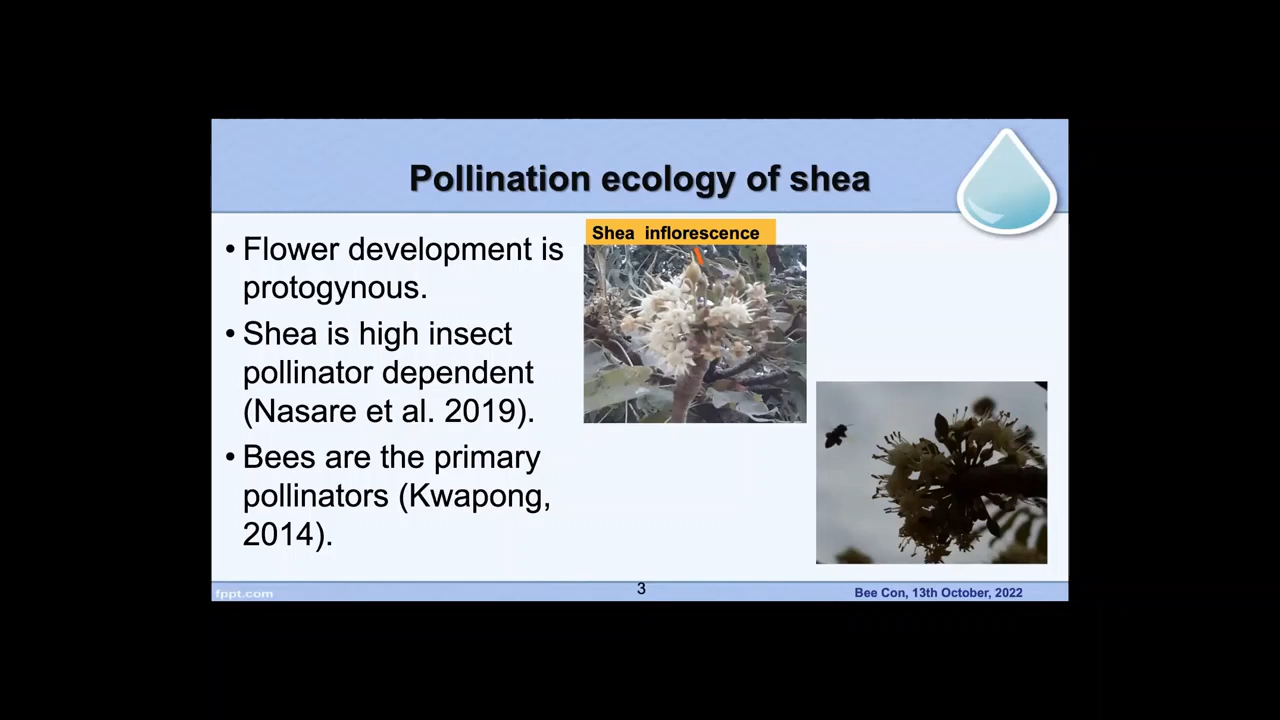 Pollination ecology of shea
• Flower development is
protogynous.
• Shea is high insect
pollinator dependent
(Nasare et al. 2019).
• Bees are the primary
pollinators (Kwapong,
2014).
Shea inflorescence
fppt.com
3
Bee Con, 13th October, 2022